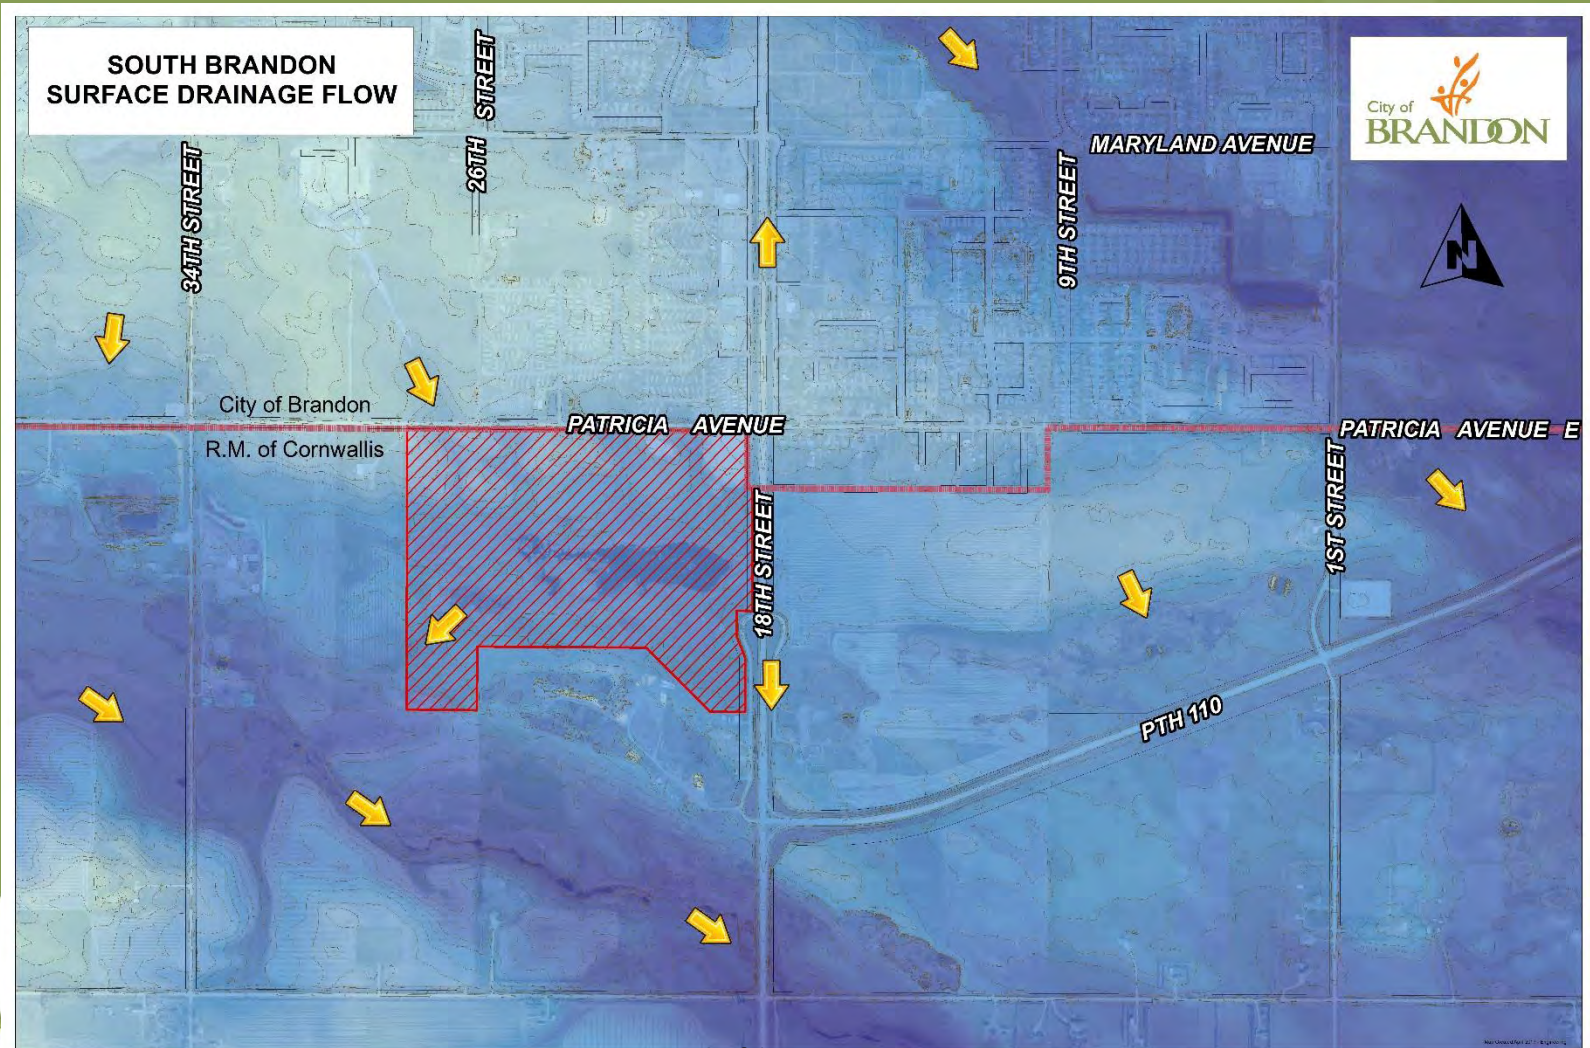 SOUTH BRANDON
SURFACE DRAINAGE FLOW
26TH STREET
34TH STREET
City of
BRANDON
MARYLAND AVENUE
9TH STREET
N
City of Brandon
R.M. of Cornwallis
PATRICIA AVENUE
PATRICIA AVENUE E
18TH STREET
1ST STREET
PTH 110